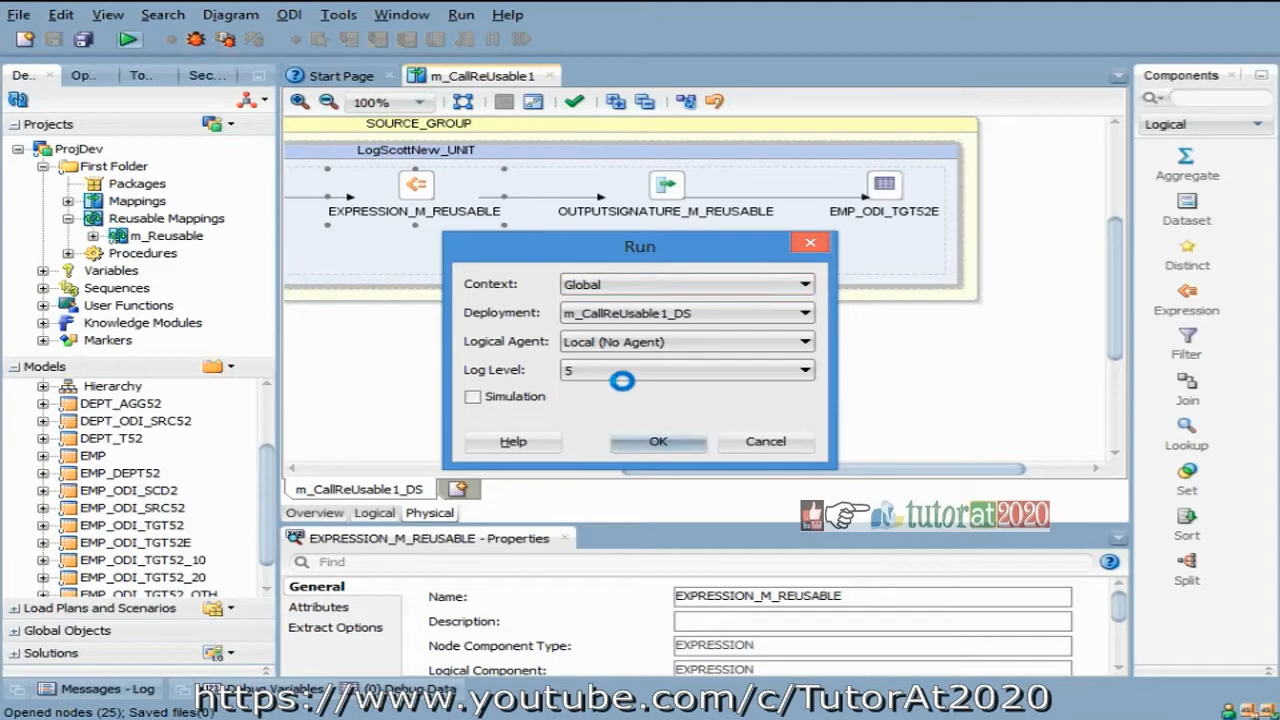 File Edit View Search Diagram ODI Tools Window Run Help
De.. Op.. To.. Sec...
Start Page
m_CallReUsable1
100%
Projects
ProjDev
First Folder
Packages
Mappings
Reusable Mappings
m_Reusable
Procedures
Variables
Sequences
User Functions
Knowledge Modules
Markers
Models
Hierarchy
DEPT_AGG52
DEPT_ODI_SRC52
DEPT_T52
EMP
EMP_DEPT52
EMP_ODI_SCD2
EMP_ODI_SRC52
EMP_ODI_TGT52
EMP_ODI_TGT52E
EMP_ODI_TGT52_10
EMP_ODI_TGT52_20
EMP_ODI_TGT52_OTH
Load Plans and Scenarios
Global Objects
Solutions
SOURCE_GROUP
LogScottNew_UNIT
EXPRESSION_M_REUSABLE
OUTPUTSIGNATURE_M_REUSABLE
EMP_ODI_TGT52E
Run
Context: Global
Deployment: m_CallReUsable1_DS
Logical Agent: Local (No Agent)
Log Level: 5
Simulation
Help OK Cancel
m_CallReUsable1_DS
Overview Logical Physical
tutorat2020
EXPRESSION_M_REUSABLE - Properties
Find
General
Attributes
Extract Options
Name: EXPRESSION_M_REUSABLE
Description:
Node Component Type: EXPRESSION
Logical Component: EXPRESSION
Components
Logical
Aggregate
Dataset
Distinct
Expression
Filter
Join
Lookup
Set
Sort
Split
Messages - Log
Debug Variables
(0) Debug Data
https://www.youtube.com/c/TutorAt2020
Opened nodes (25); Saved files(0)